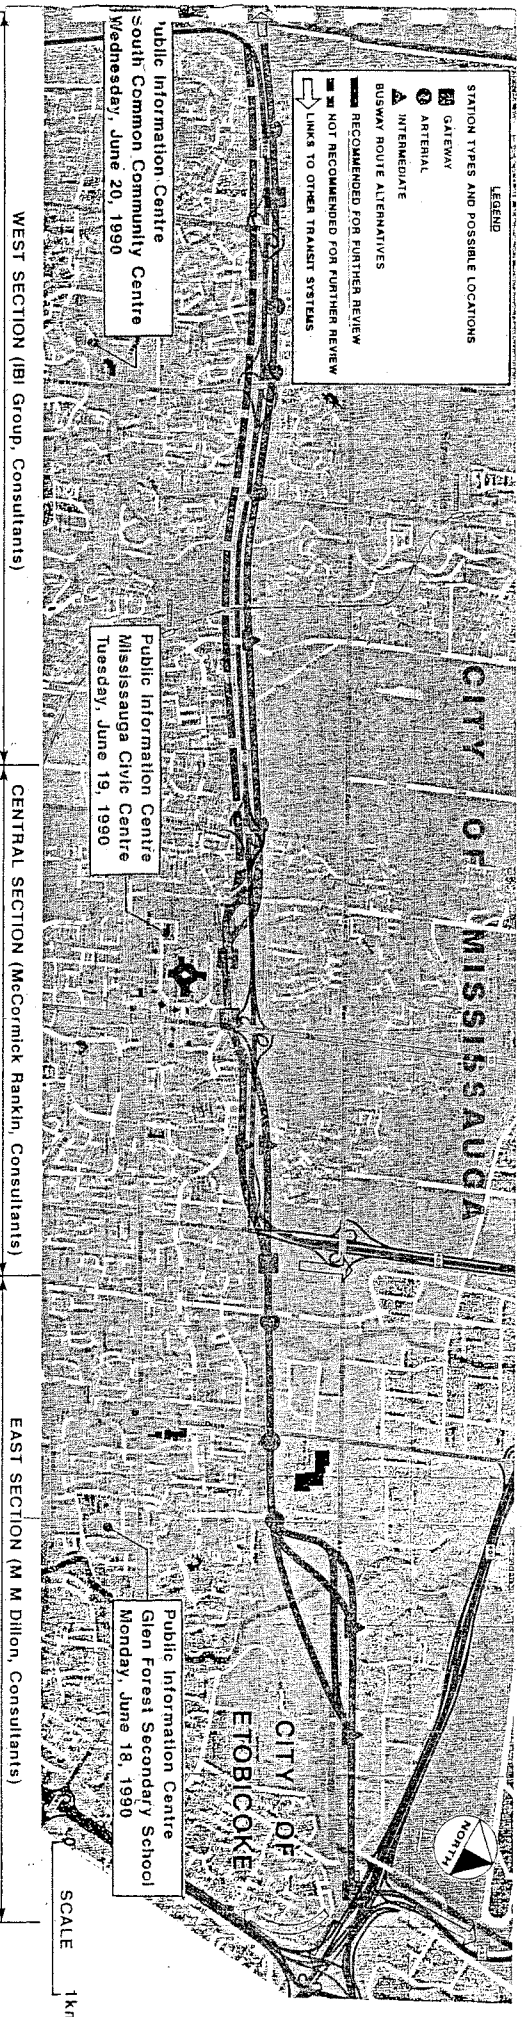 LEGEND
STATION TYPES AND POSSIBLE LOCATIONS
GATEWAY
ARTERIAL
INTERMEDIATE
BUSWAY ROUTE ALTERNATIVES
RECOMMENDED FOR FURTHER REVIEW
NOT RECOMMENDED FOR FURTHER REVIEW
LINKS TO OTHER TRANSIT SYSTEMS
CITY OF MISSISSAUGA
CITY OF
ETOBICOKE
NORTH
Public Information Centre
South Common Community Centre
Wednesday, June 20, 1990
Public Information Centre
Mississauga Civic Centre
Tuesday, June 19, 1990
Public Information Centre
Glen Forest Secondary School
Monday, June 18, 1990
WEST SECTION (IBI Group, Consultants)
CENTRAL SECTION (McCormick Rankin, Consultants)
EAST SECTION (M M Dillon, Consultants)
0
SCALE
1km